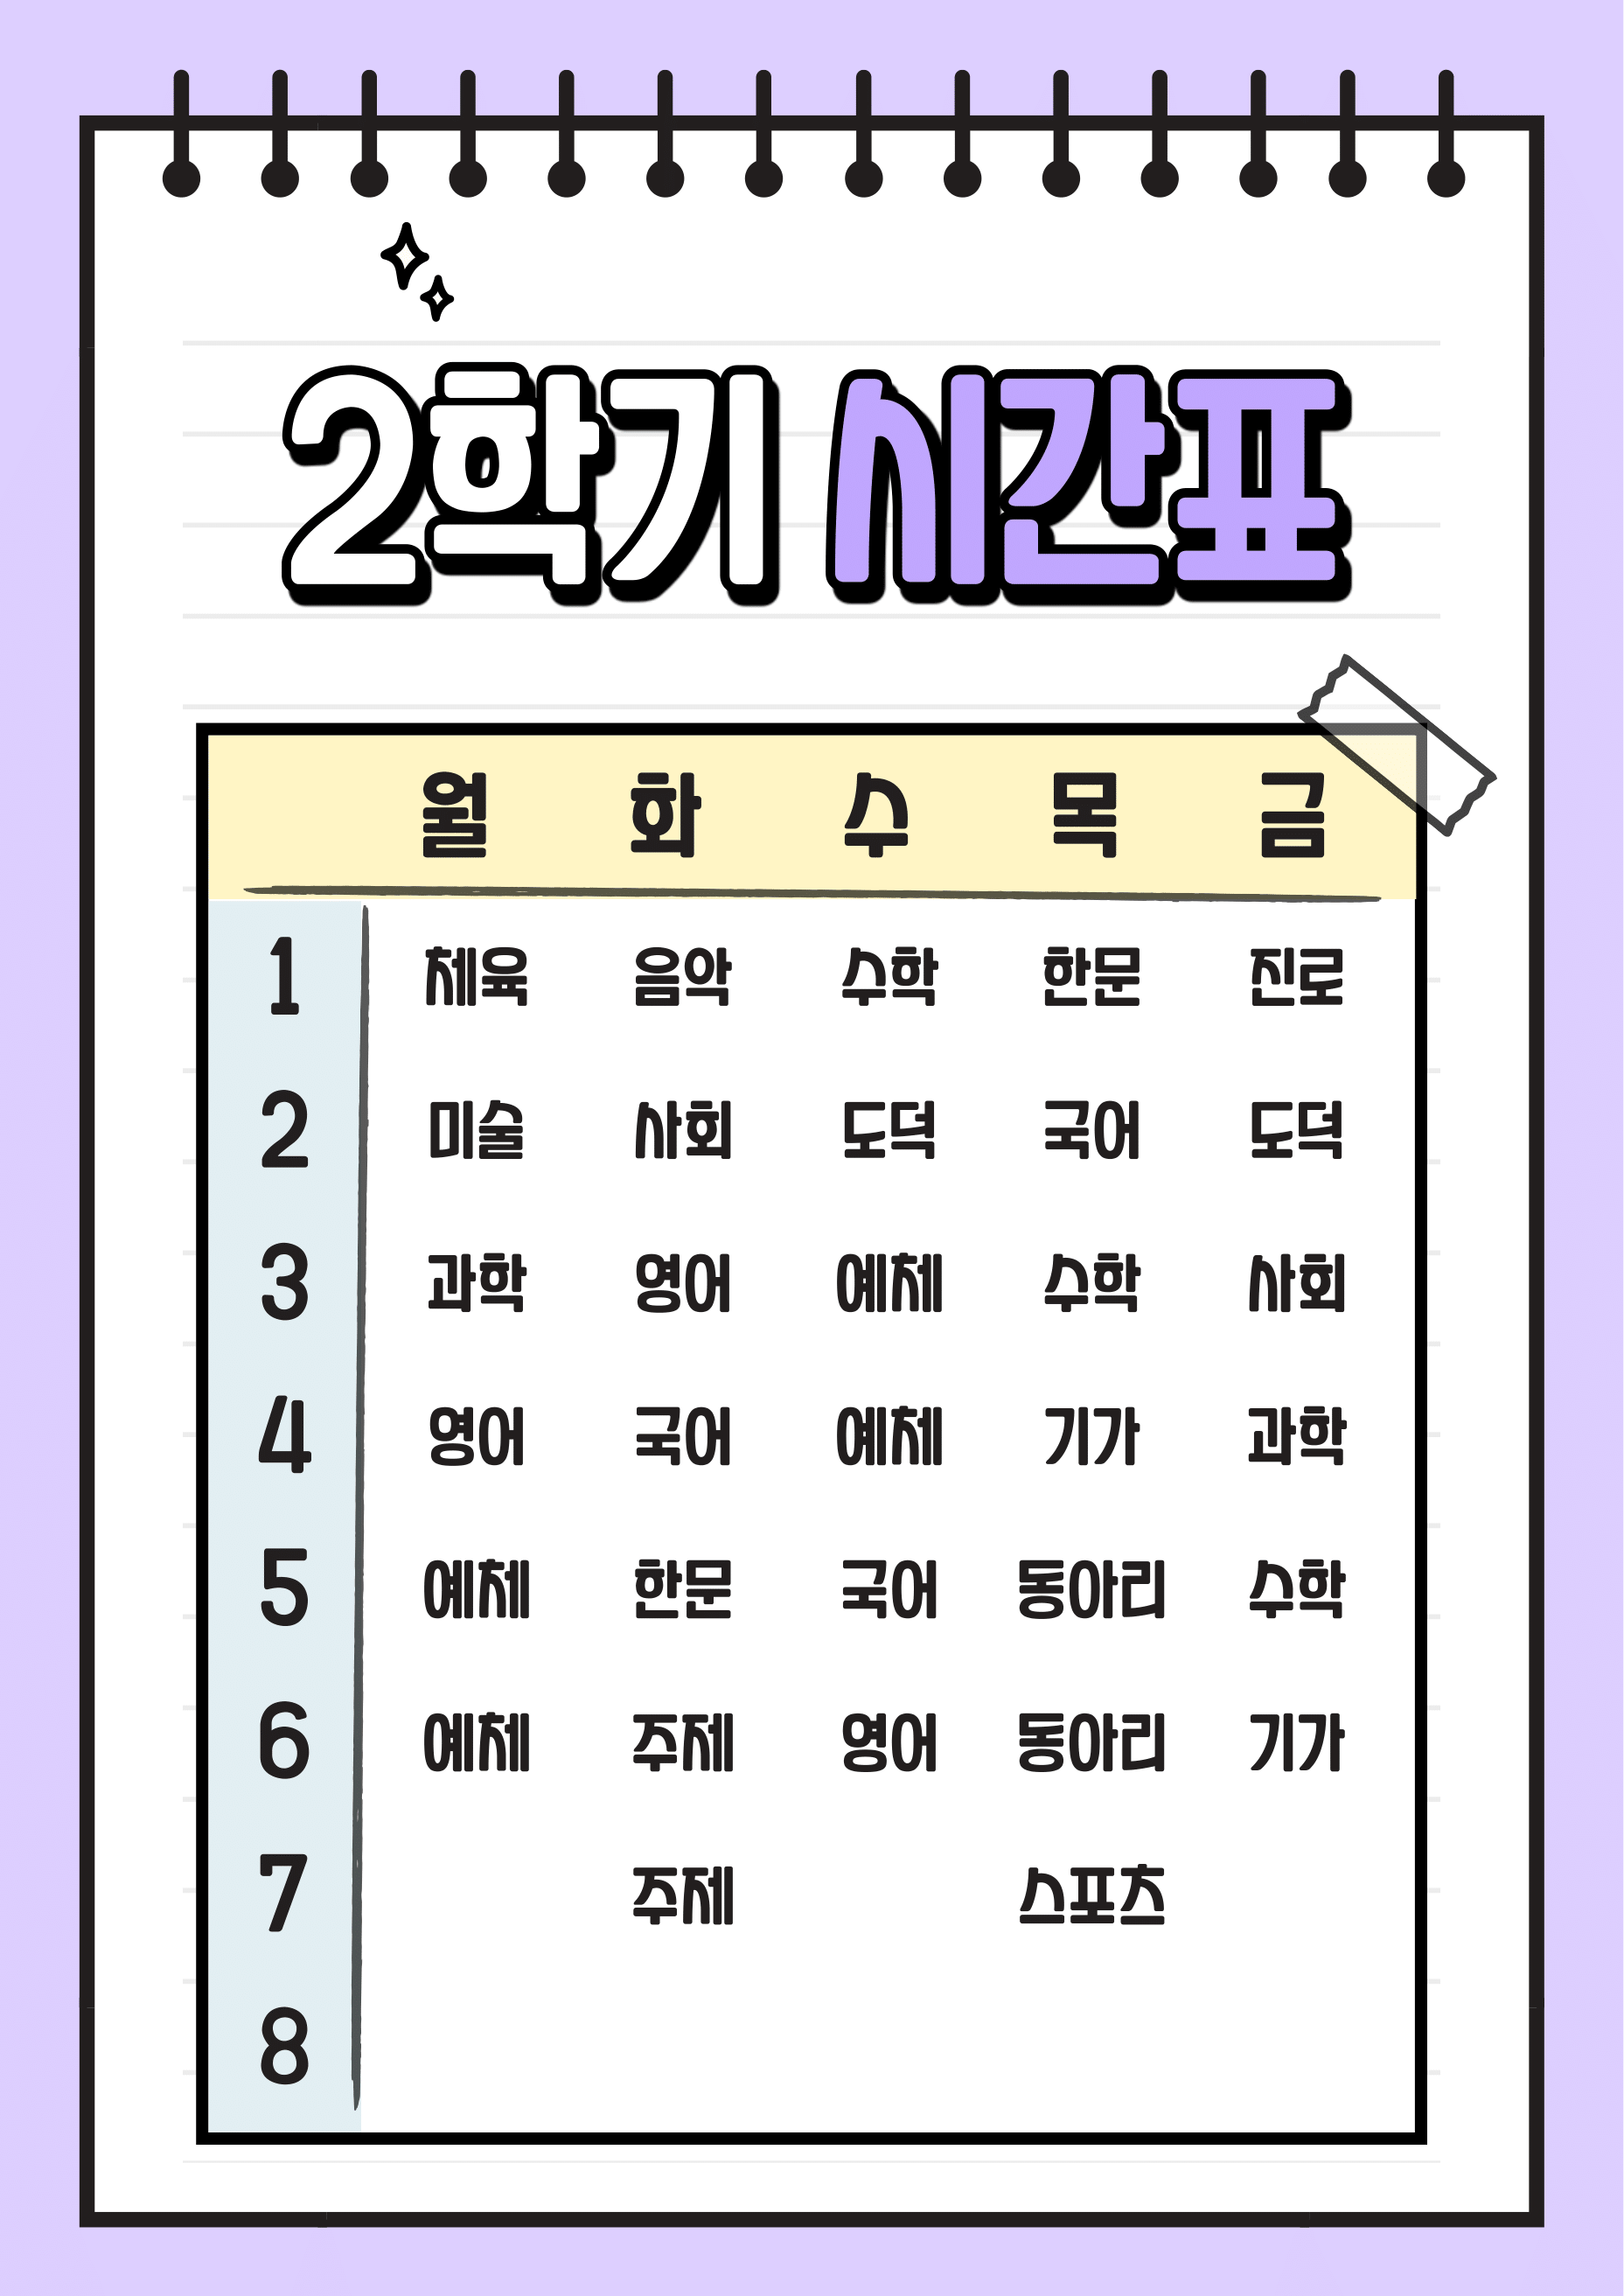 2학기 시간표
월 화 수 목 금
1 체육 음악 수학 한문 진로
2 미술 사회 도덕 국어 도덕
3 과학 영어 예체 수학 사회
4 영어 국어 예체 기가 과학
5 예체 한문 국어 동아리 수학
6 예체 주제 영어 동아리 기가
7 주제 스포츠
8